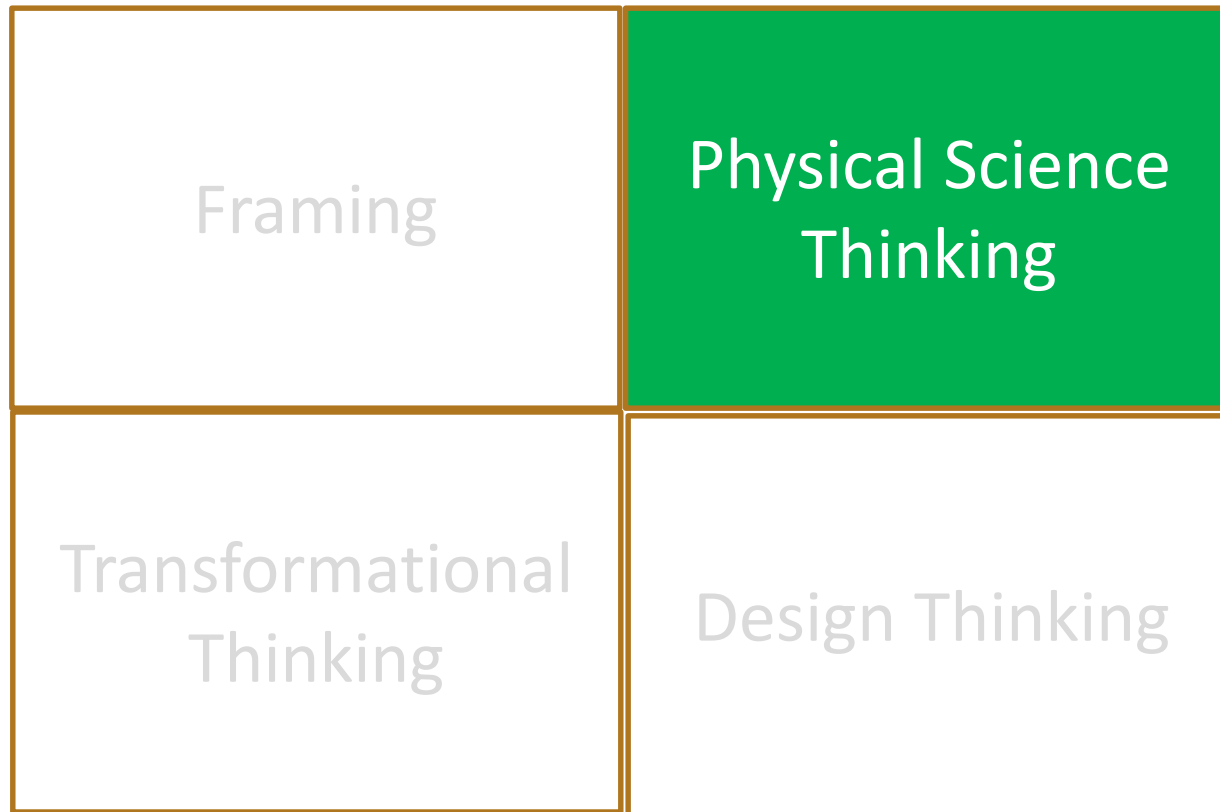 Framing
Physical Science
Thinking
Transformational
Thinking
Design Thinking